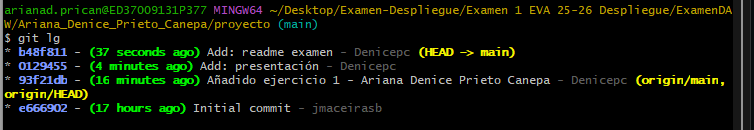 arianad.prican@ED37009131P377 MINGW64 ~/Desktop/Examen-Despliegue/Examen 1 EVA 25-26 Despliegue/ExamenDA
W/Ariana_Denice_Prieto_Canepa/proyecto (main)
$ git lg
* b48f811 - (37 seconds ago) Add: readme examen - Denicepc (HEAD -> main)
* 0129455 - (4 minutes ago) Add: presentación - Denicepc
* 93f21db - (16 minutes ago) Añadido ejercicio 1 - Ariana Denice Prieto Canepa - Denicepc (origin/main,
origin/HEAD)
* e666902 - (17 hours ago) Initial commit - jmaceirasb